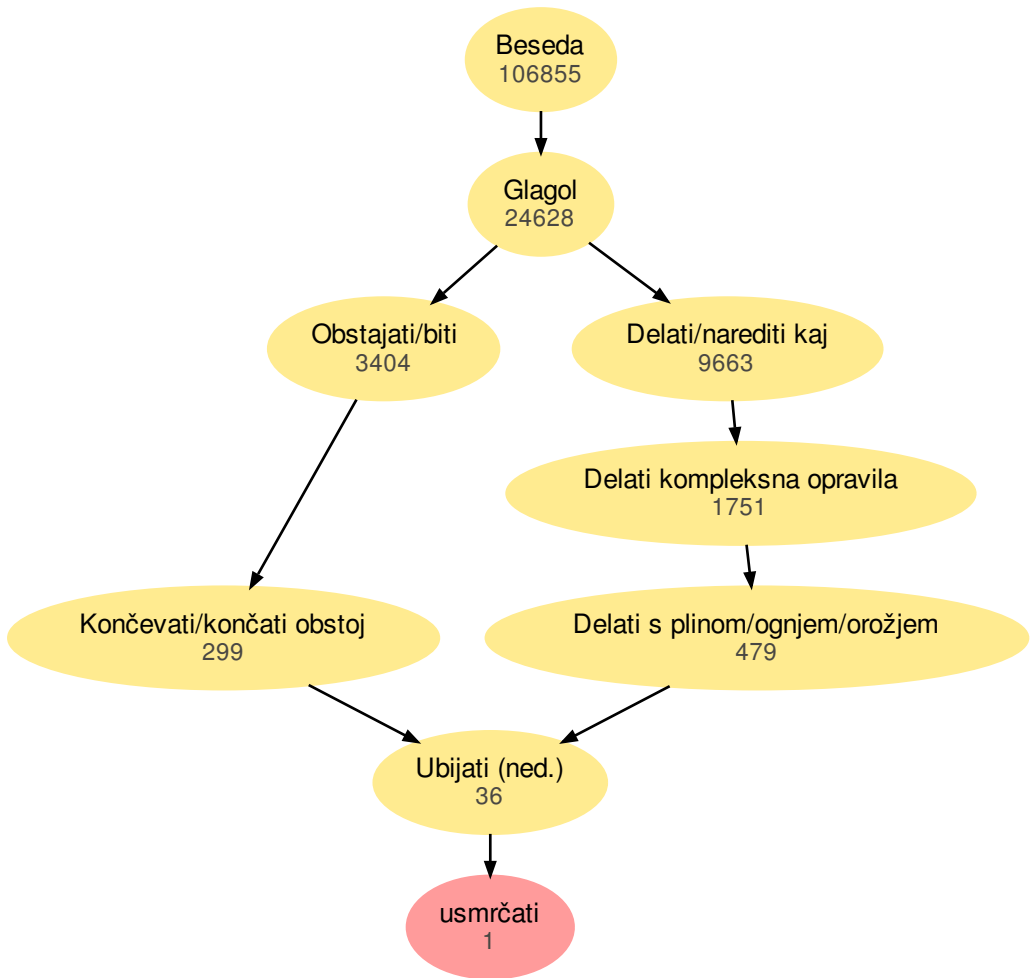 Beseda
106855
Glagol
24628
Obstajati/biti
3404
Delati/narediti kaj
9663
Delati kompleksna opravila
1751
Končevati/končati obstoj
299
Delati s plinom/ognjem/orožjem
479
Ubijati (ned.)
36
usmrčati
1